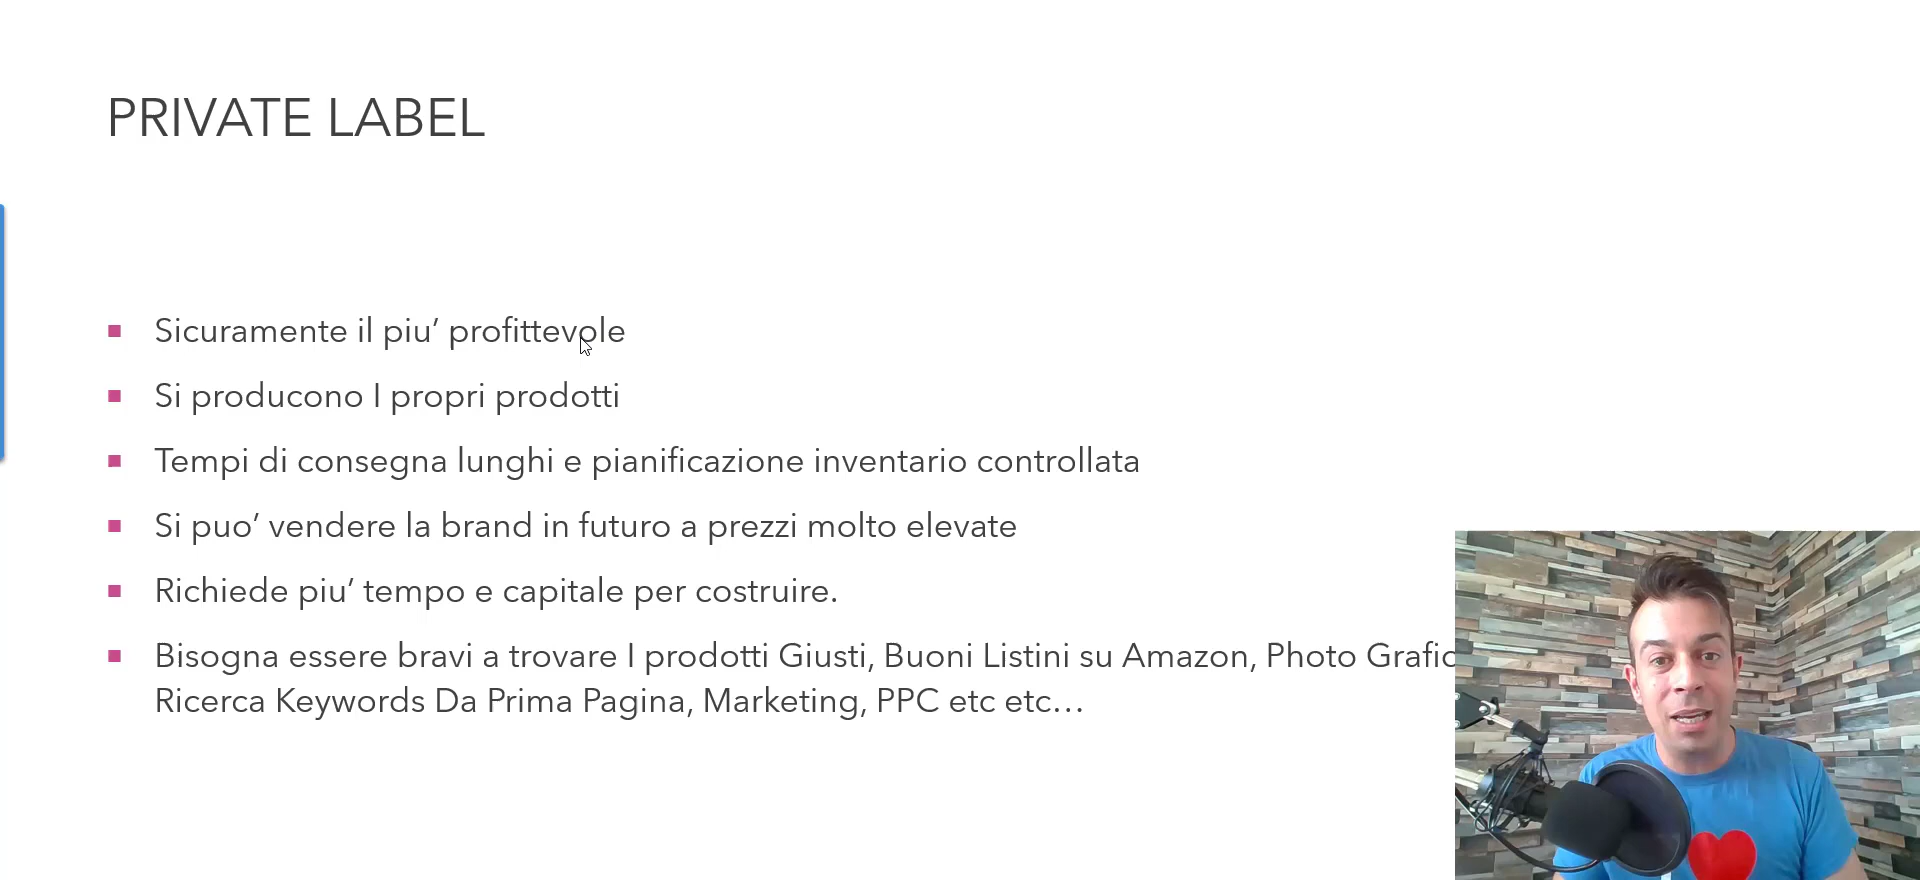 PRIVATE LABEL
Sicuramente il piu’ profittevole
Si producono I propri prodotti
Tempi di consegna lunghi e pianificazione inventario controllata
Si puo’ vendere la brand in futuro a prezzi molto elevate
Richiede piu’ tempo e capitale per costruire.
Bisogna essere bravi a trovare I prodotti Giusti, Buoni Listini su Amazon, Photo
Ricerca Keywords Da Prima Pagina, Marketing, PPC etc etc…